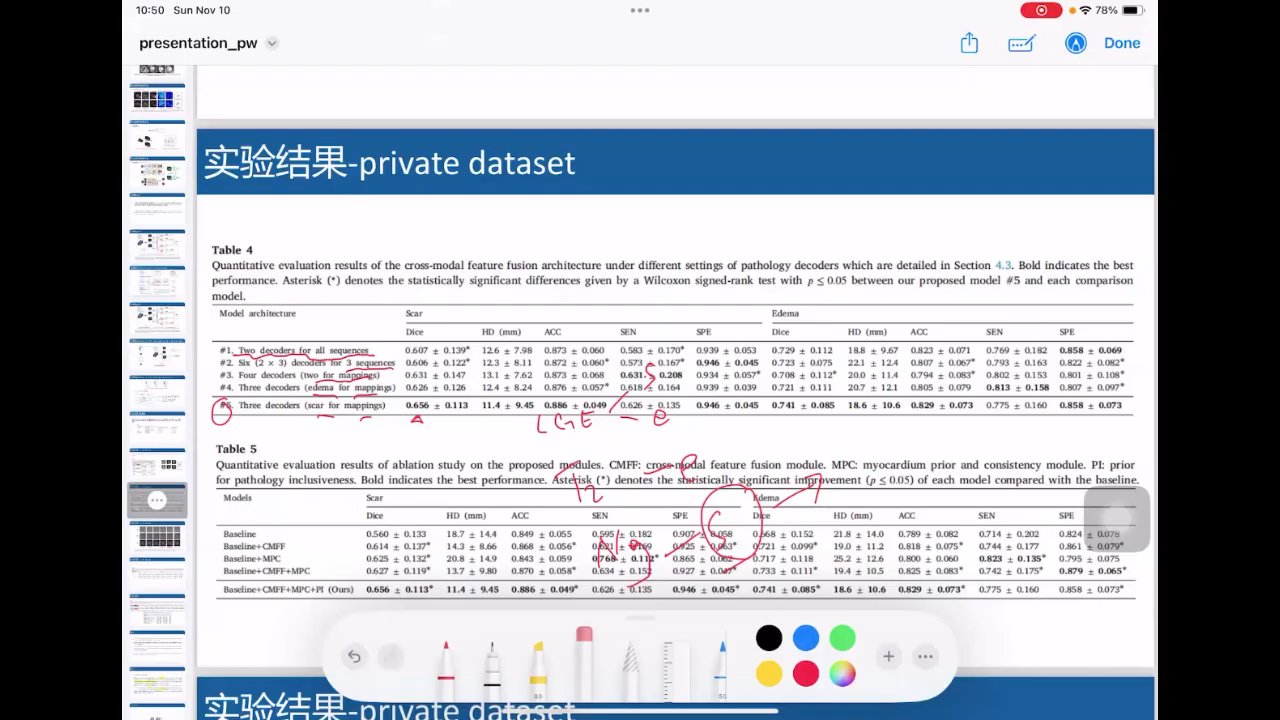 10:50 Sun Nov 10
78%
presentation_pw
Done
实验结果-private dataset
Table 4
Quantitative evaluation results of the cross-modal feature fusion architecture under different settings of pathology decoders which are detailed in Section 4.3. Bold indicates the best
performance. Asterisk (*) denotes the statistically significant differences given by a Wilcoxon signed-rank test with p ≤ 0.05 between our proposed model #5 and each comparison
model.
Model architecture Scar Edema
Dice HD (mm) ACC SEN SPE Dice HD (mm) ACC SEN SPE
#1. Two decoders for all sequences 0.607 ± 0.139* 12.6 ± 7.98 0.873 ± 0.060 0.583 ± 0.170* 0.939 ± 0.053 0.729 ± 0.112 18.8 ± 9.67 0.823 ± 0.071 0.769 ± 0.182 0.858 ± 0.069
#2. Six (2 × 3) decoders for 3 sequences 0.606 ± 0.122* 12.3 ± 8.11 0.872 ± 0.060* 0.573 ± 0.167* 0.946 ± 0.045 0.723 ± 0.075 22.1 ± 12.4 0.807 ± 0.067* 0.793 ± 0.163 0.822 ± 0.082*
#3. Four decoders (two for mappings) 0.631 ± 0.147 13.1 ± 7.62 0.873 ± 0.068 0.631 ± 0.208 0.934 ± 0.057* 0.708 ± 0.112* 20.0 ± 11.4 0.794 ± 0.083* 0.802 ± 0.153 0.801 ± 0.108*
#4. Three decoders (edema for mappings) 0.626 ± 0.126 12.4 ± 8.24 0.876 ± 0.057* 0.618 ± 0.164 0.939 ± 0.039 0.721 ± 0.111 20.7 ± 12.1 0.805 ± 0.079 0.813 ± 0.158 0.807 ± 0.097*
Three decoders (scar for mappings) 0.656 ± 0.113 11.4 ± 9.45 0.886 ± 0.049 0.626 ± 0.135 0.946 ± 0.045 0.741 ± 0.085 18.6 ± 10.6 0.829 ± 0.073 0.775 ± 0.160 0.858 ± 0.073
S
LGE e
Table 5
Quantitative evaluation results of ablation study on the proposed modules. CMFF: cross-modal feature fusion module. MPC: myocardium prior and consistency module. PI: prior
for pathology inclusiveness. Bold indicates the best performance. Asterisk (*) denotes the statistically significant improvement (p ≤ 0.05) of each model compared with the baseline.
T2 e
Models Scar Edema
Dice HD (mm) ACC SEN SPE Dice HD (mm) ACC SEN SPE
Baseline 0.560 ± 0.133 18.7 ± 14.4 0.849 ± 0.055 0.595 ± 0.182 0.907 ± 0.058 ± 0.152 21.8 ± 14.0 0.789 ± 0.082 0.714 ± 0.202 0.824 ± 0.078
Baseline+CMFF 0.614 ± 0.137* 14.3 ± 8.66 0.868 ± 0.056* 0.925 ± 0.063* 0.721 ± 0.099* 19.0 ± 11.2 0.818 ± 0.075* 0.744 ± 0.177 0.861 ± 0.079*
Baseline+MPC 0.625 ± 0.132* 20.8 ± 14.9 0.843 ± 0.059 ± 0.112* 0.865 ± 0.062 0.717 ± 0.118 25.2 ± 12.6 0.800 ± 0.060 0.823 ± 0.135* 0.795 ± 0.075
Baseline+CMFF+MPC 0.627 ± 0.119* 13.7 ± 9.80 0.870 ± 0.058* 0.634 ± 0.152 0.927 ± 0.047* 0.733 ± 0.111* 19.4 ± 10.5 0.825 ± 0.083* 0.742 ± 0.175* 0.879 ± 0.065*
Baseline+CMFF+MPC+PI (Ours) 0.656 ± 0.113* 11.4 ± 9.45 0.886 ± 0.049* 0.626 ± 0.135 0.946 ± 0.045* 0.741 ± 0.085* 18.6 ± 10.6 0.829 ± 0.073* 0.775 ± 0.160 0.858 ± 0.073*
实验结果-private dataset